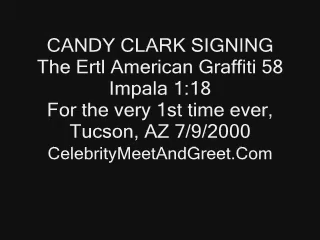 CANDY CLARK SIGNING
The Ertl American Graffiti 58
Impala 1:18
For the very 1st time ever,
Tucson, AZ 7/9/2000
CelebrityMeetAndGreet.Com